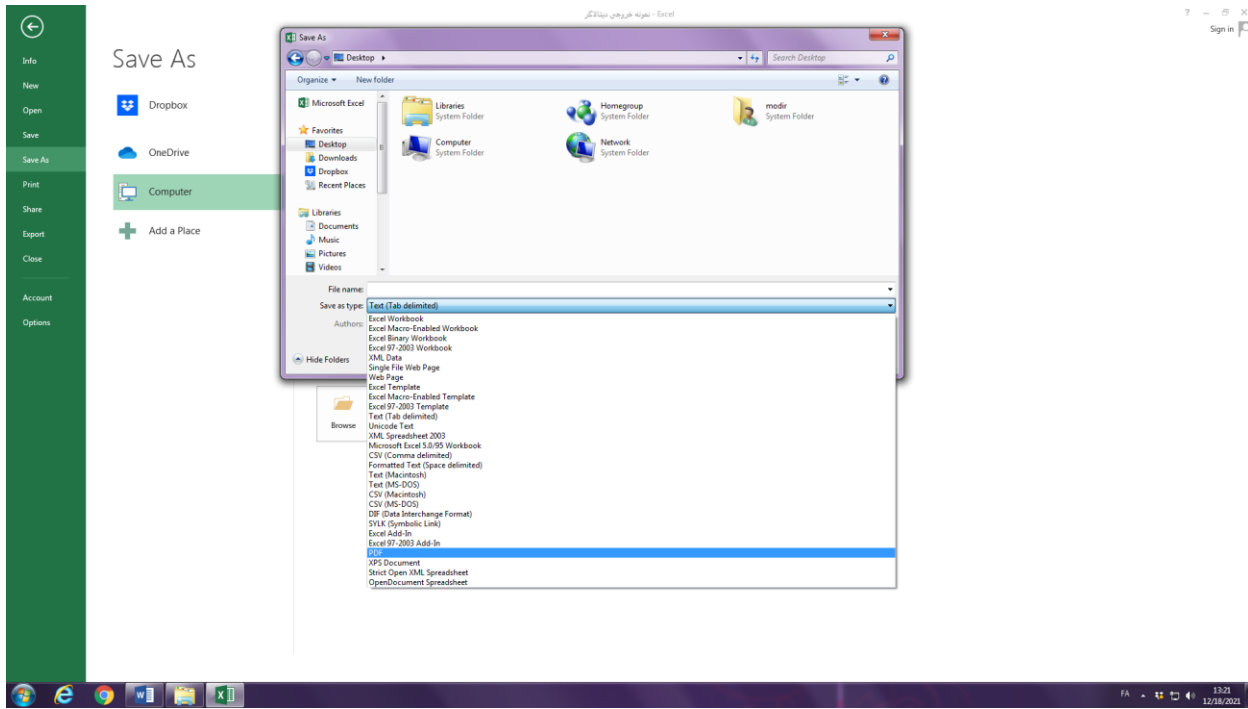 نمونه خروجی دیتالاگر - Excel
? – ×
Sign in
Info
New
Open
Save
Save As
Print
Share
Export
Close
Account
Options
Save As
Dropbox
OneDrive
Computer
Add a Place
Browse
Save As
Desktop
Search Desktop
Organize
New folder
Microsoft Excel
Favorites
Desktop
Downloads
Dropbox
Recent Places
Libraries
Documents
Music
Pictures
Videos
Libraries
System Folder
Homegroup
System Folder
modir
System Folder
Computer
System Folder
Network
System Folder
File name:
Save as type: Text (Tab delimited)
Authors:
Hide Folders
Excel Workbook
Excel Macro-Enabled Workbook
Excel Binary Workbook
Excel 97-2003 Workbook
XML Data
Single File Web Page
Web Page
Excel Template
Excel Macro-Enabled Template
Excel 97-2003 Template
Text (Tab delimited)
Unicode Text
XML Spreadsheet 2003
Microsoft Excel 5.0/95 Workbook
CSV (Comma delimited)
Formatted Text (Space delimited)
Text (Macintosh)
Text (MS-DOS)
CSV (Macintosh)
CSV (MS-DOS)
DIF (Data Interchange Format)
SYLK (Symbolic Link)
Excel Add-In
Excel 97-2003 Add-In
PDF
XPS Document
Strict Open XML Spreadsheet
OpenDocument Spreadsheet
FA
13:21
12/18/2021